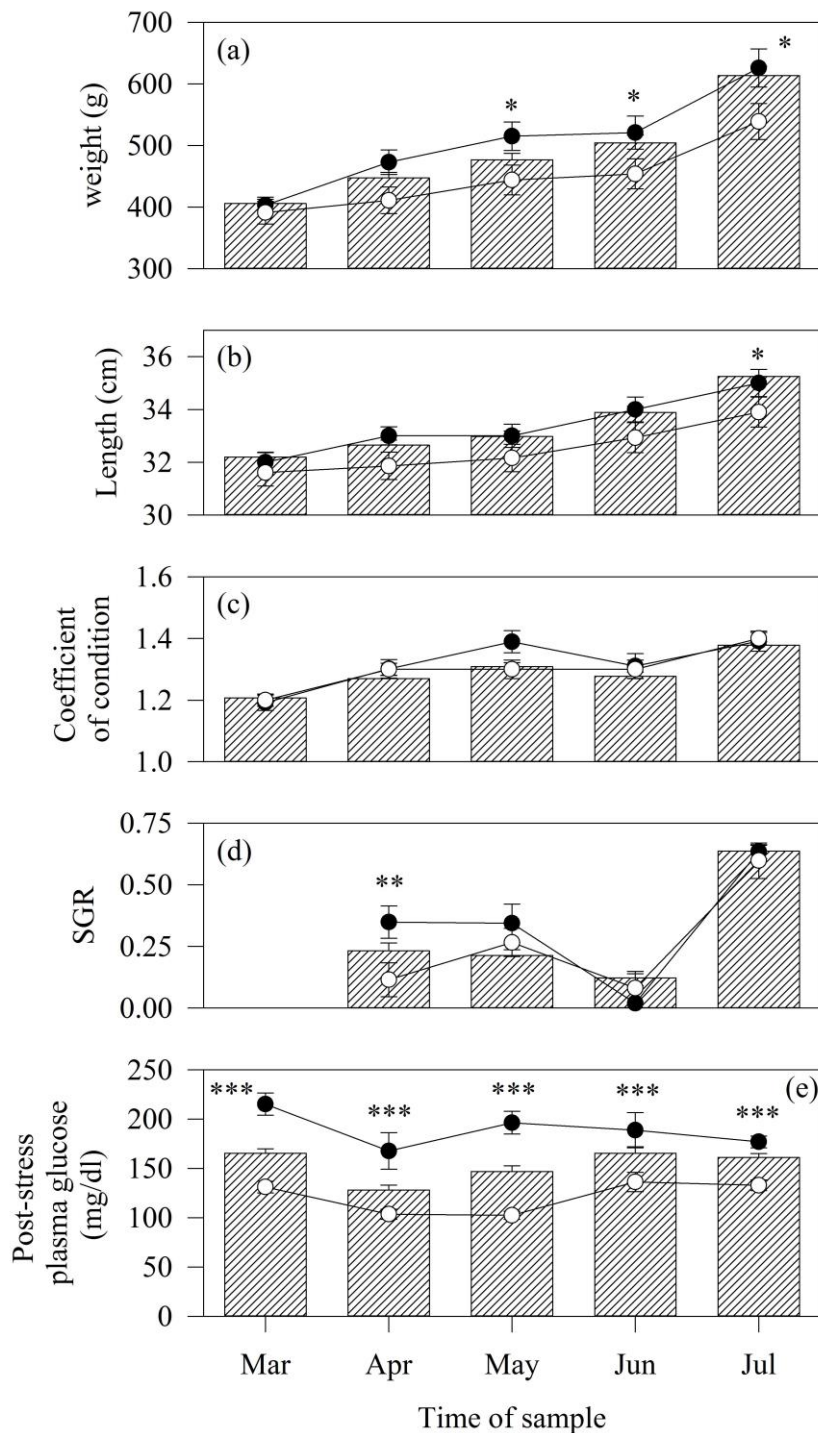 (a)
weight (g)
700
600
500
400
300
*
*
*
(b)
Length (cm)
36
34
32
30
*
(c)
Coefficient
of condition
1.6
1.4
1.2
1.0
(d)
SGR
0.75
0.50
0.25
0.00
**
(e)
Post-stress
plasma glucose
(mg/dl)
250
200
150
100
50
0
***
***
***
***
***
Mar Apr May Jun Jul
Time of sample